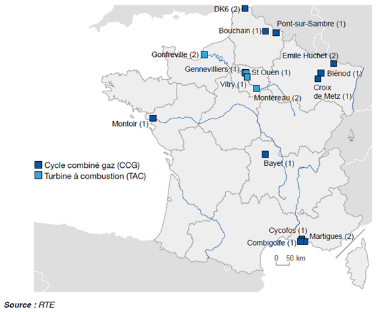 DK6 (2)
Pont-sur-Sambre (1)
Bouchain (1)
Emile Huchet (2)
Gonfreville (2)
Gennevilliers (1)
St Ouen (1)
Blénod (1)
Vitry (1)
Croix
de Metz (1)
Montereau (2)
Montoir (1)
Cycle combiné gaz (CCG)
Turbine à combustion (TAC)
Bayet (1)
Cycofos (1)
Martigues (2)
Combigolfe (1)
0 50 km
Source : RTE